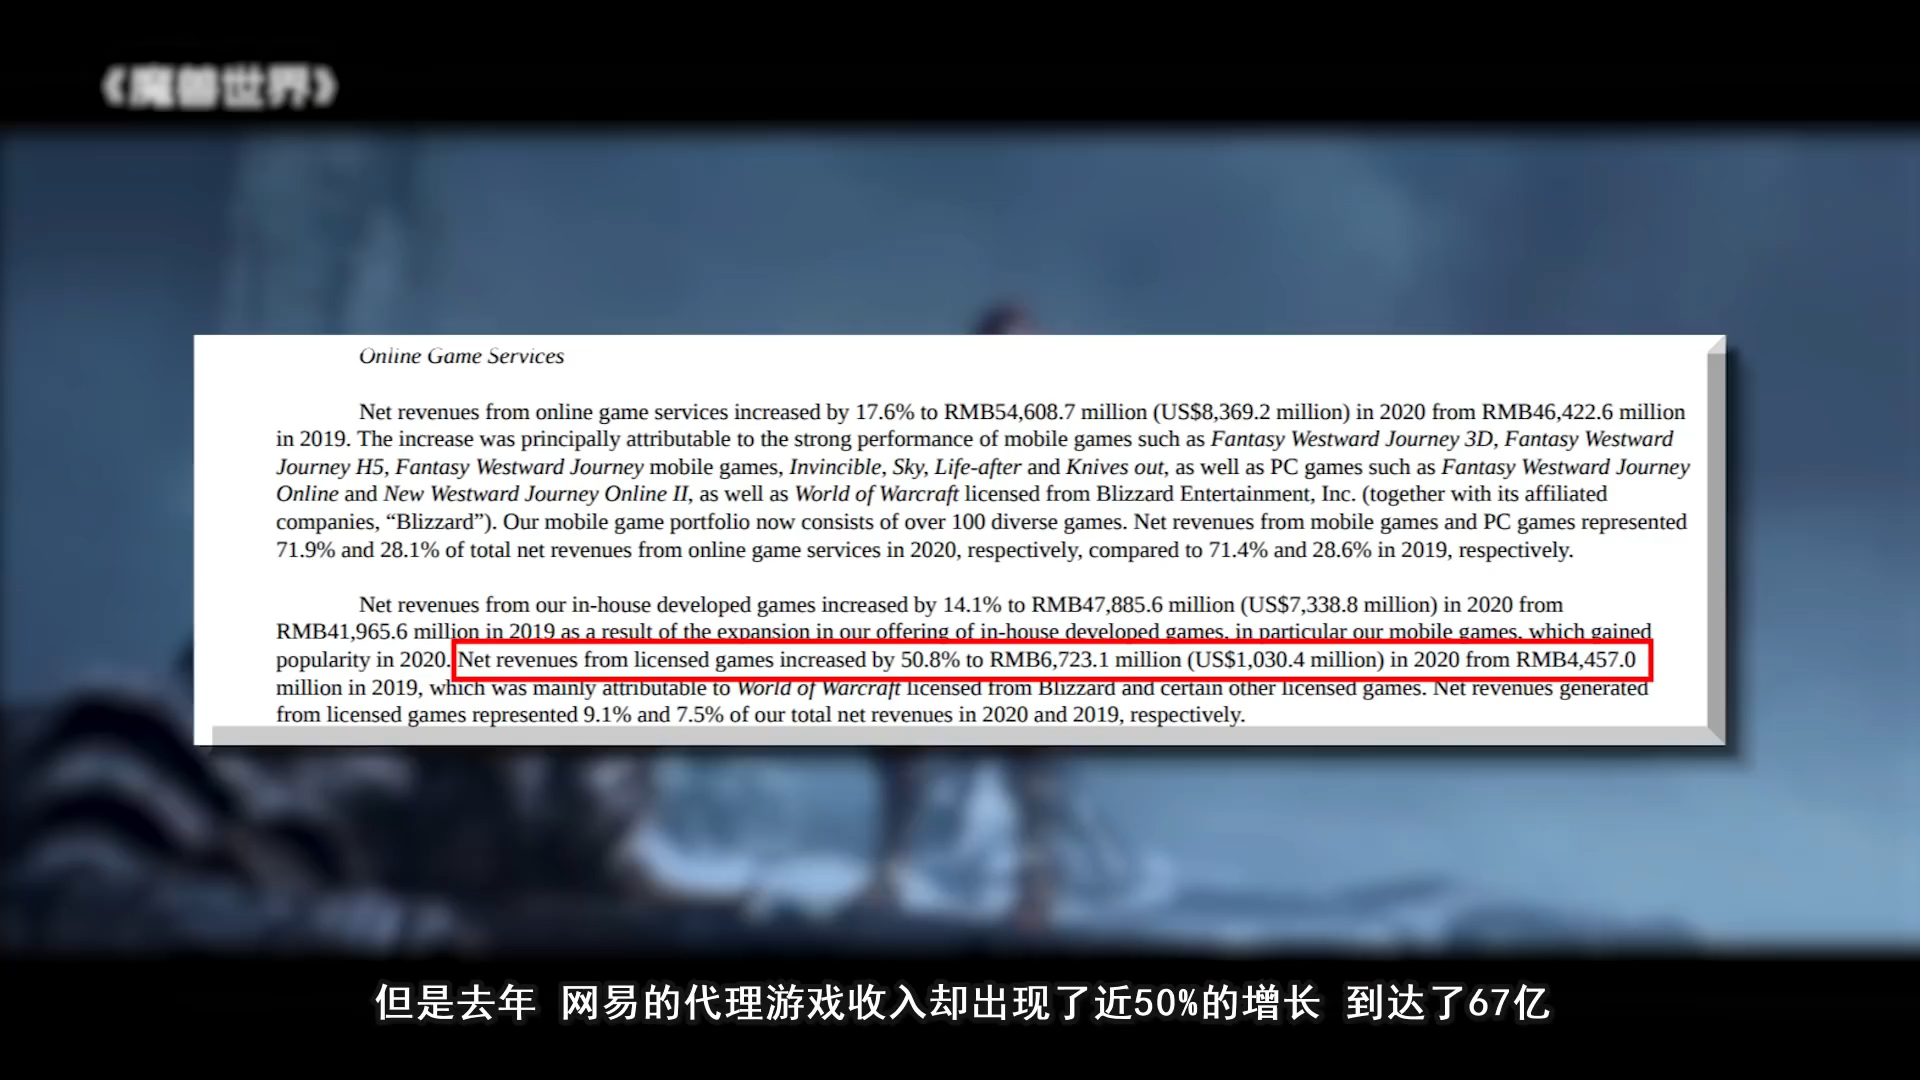 《魔兽世界》
Online Game Services
Net revenues from online game services increased by 17.6% to RMB54,608.7 million (US$8,369.2 million) in 2020 from RMB46,422.6 million
in 2019. The increase was principally attributable to the strong performance of mobile games such as Fantasy Westward Journey 3D, Fantasy Westward
Journey H5, Fantasy Westward Journey mobile games, Invincible, Sky, Life-after and Knives out, as well as PC games such as Fantasy Westward Journey
Online and New Westward Journey Online II, as well as World of Warcraft licensed from Blizzard Entertainment, Inc. (together with its affiliated
companies, “Blizzard”). Our mobile game portfolio now consists of over 100 diverse games. Net revenues from mobile games and PC games represented
71.9% and 28.1% of total net revenues from online game services in 2020, respectively, compared to 71.4% and 28.6% in 2019, respectively.
Net revenues from our in-house developed games increased by 14.1% to RMB47,885.6 million (US$7,338.8 million) in 2020 from
RMB41,965.6 million in 2019 as a result of the expansion in our offering of in-house developed games, in particular our mobile games, which gained
popularity in 2020. Net revenues from licensed games increased by 50.8% to RMB6,723.1 million (US$1,030.4 million) in 2020 from RMB4,457.0
million in 2019, which was mainly attributable to World of Warcraft licensed from Blizzard and certain other licensed games. Net revenues generated
from licensed games represented 9.1% and 7.5% of our total net revenues in 2020 and 2019, respectively.
但是去年 网易的代理游戏收入却出现了近50%的增长 到达了67亿